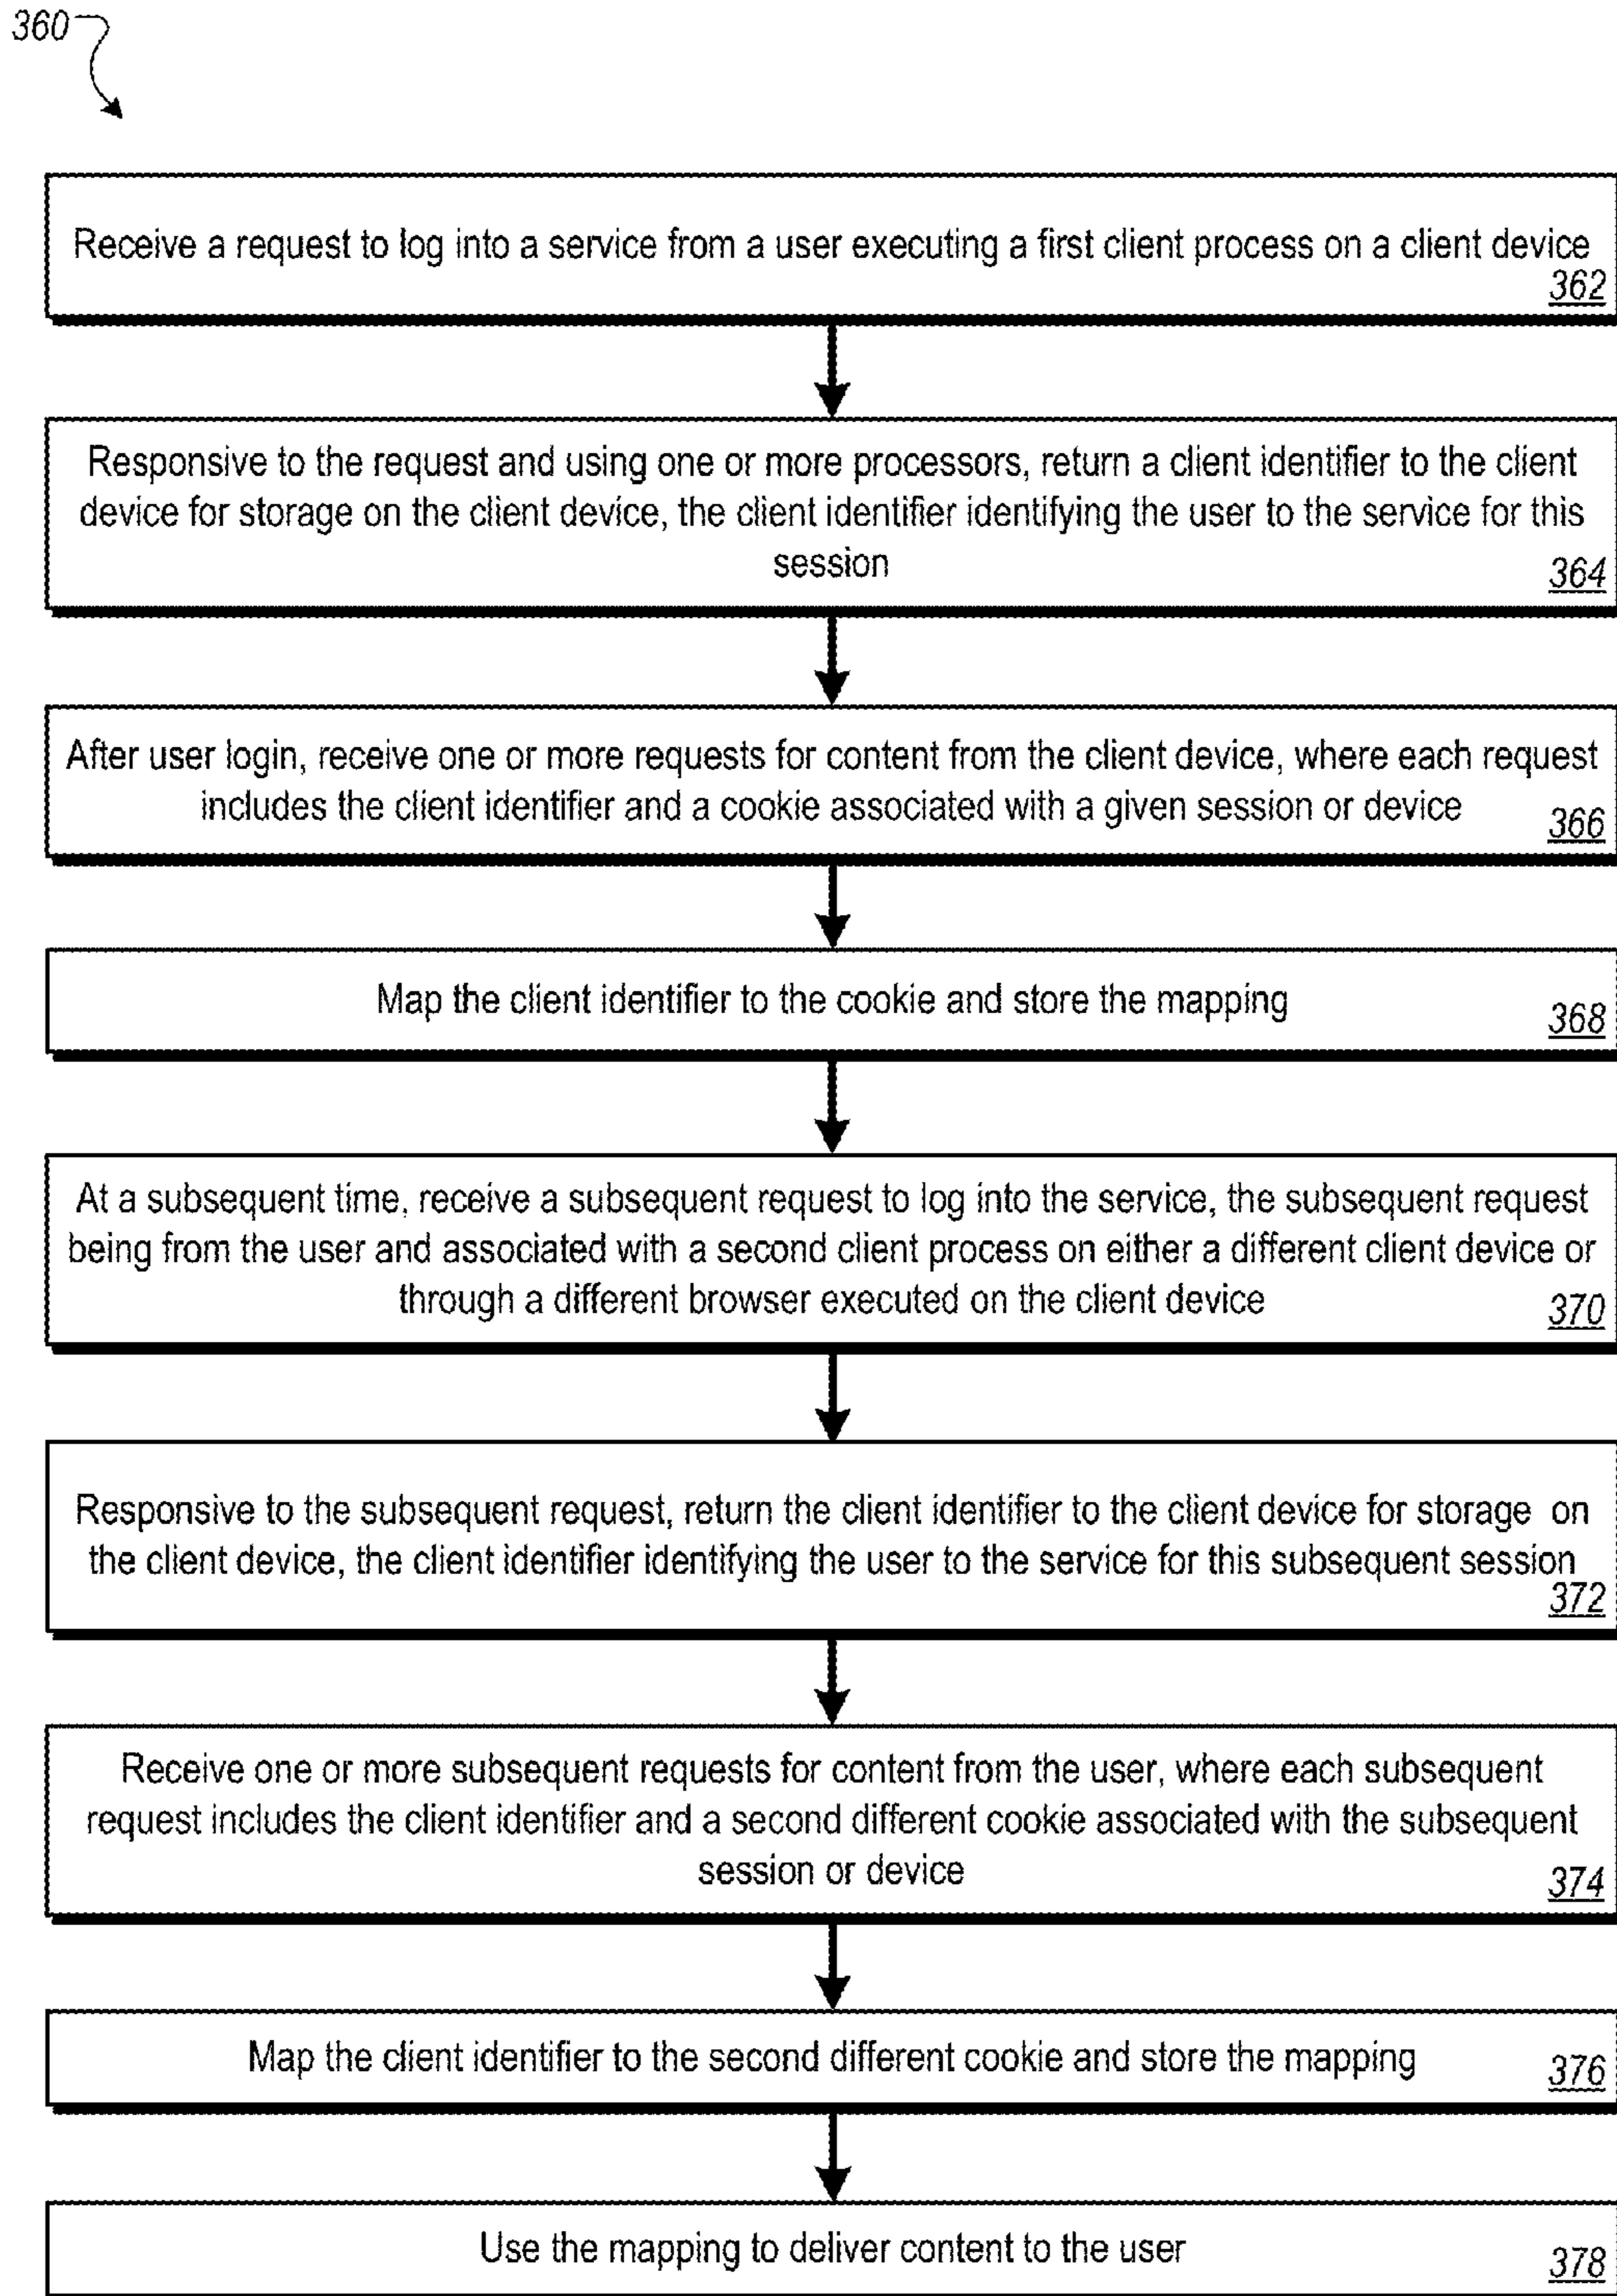 360
Receive a request to log into a service from a user executing a first client process on a client device
362
Responsive to the request and using one or more processors, return a client identifier to the client
device for storage on the client device, the client identifier identifying the user to the service for this
session
364
After user login, receive one or more requests for content from the client device, where each request
includes the client identifier and a cookie associated with a given session or device
366
Map the client identifier to the cookie and store the mapping
368
At a subsequent time, receive a subsequent request to log into the service, the subsequent request
being from the user and associated with a second client process on either a different client device or
through a different browser executed on the client device
370
Responsive to the subsequent request, return the client identifier to the client device for storage on
the client device, the client identifier identifying the user to the service for this subsequent session
372
Receive one or more subsequent requests for content from the user, where each subsequent
request includes the client identifier and a second different cookie associated with the subsequent
session or device
374
Map the client identifier to the second different cookie and store the mapping
376
Use the mapping to deliver content to the user
378